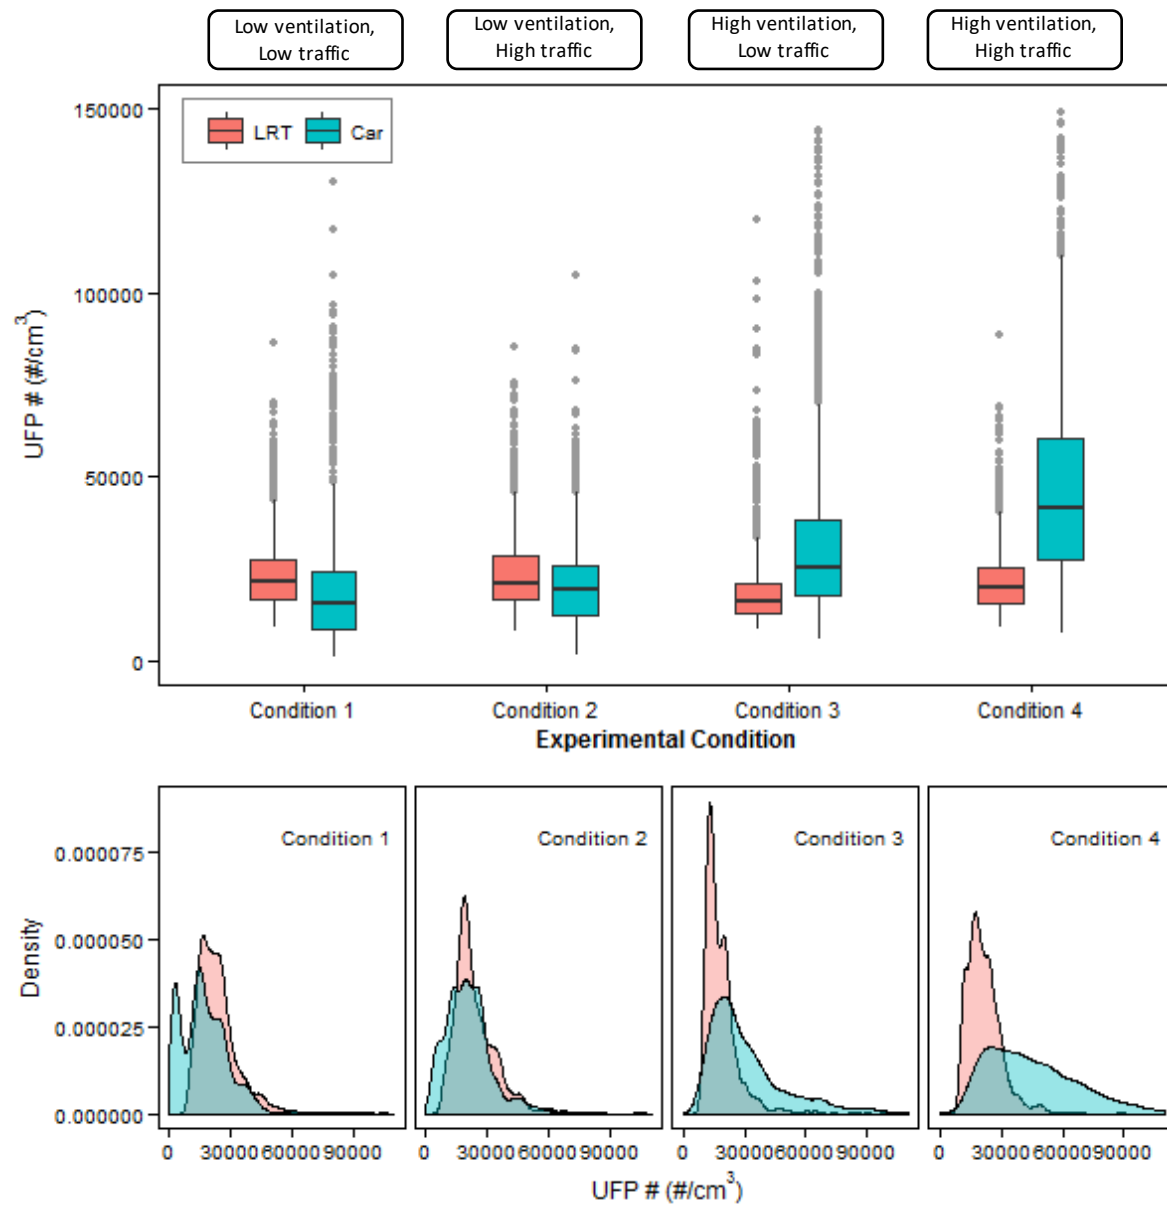 Low ventilation,
Low traffic
Low ventilation,
High traffic
High ventilation,
Low traffic
High ventilation,
High traffic
LRT Car
150000
100000
50000
0
UFP # (#/cm³)
Condition 1 Condition 2 Condition 3 Condition 4
Experimental Condition
Condition 1 Condition 2 Condition 3 Condition 4
0.000075
0.000050
0.000025
0.000000
Density
0 30000 60000 90000 0 30000 60000 90000 0 30000 60000 90000 0 30000 60000 90000
UFP # (#/cm³)